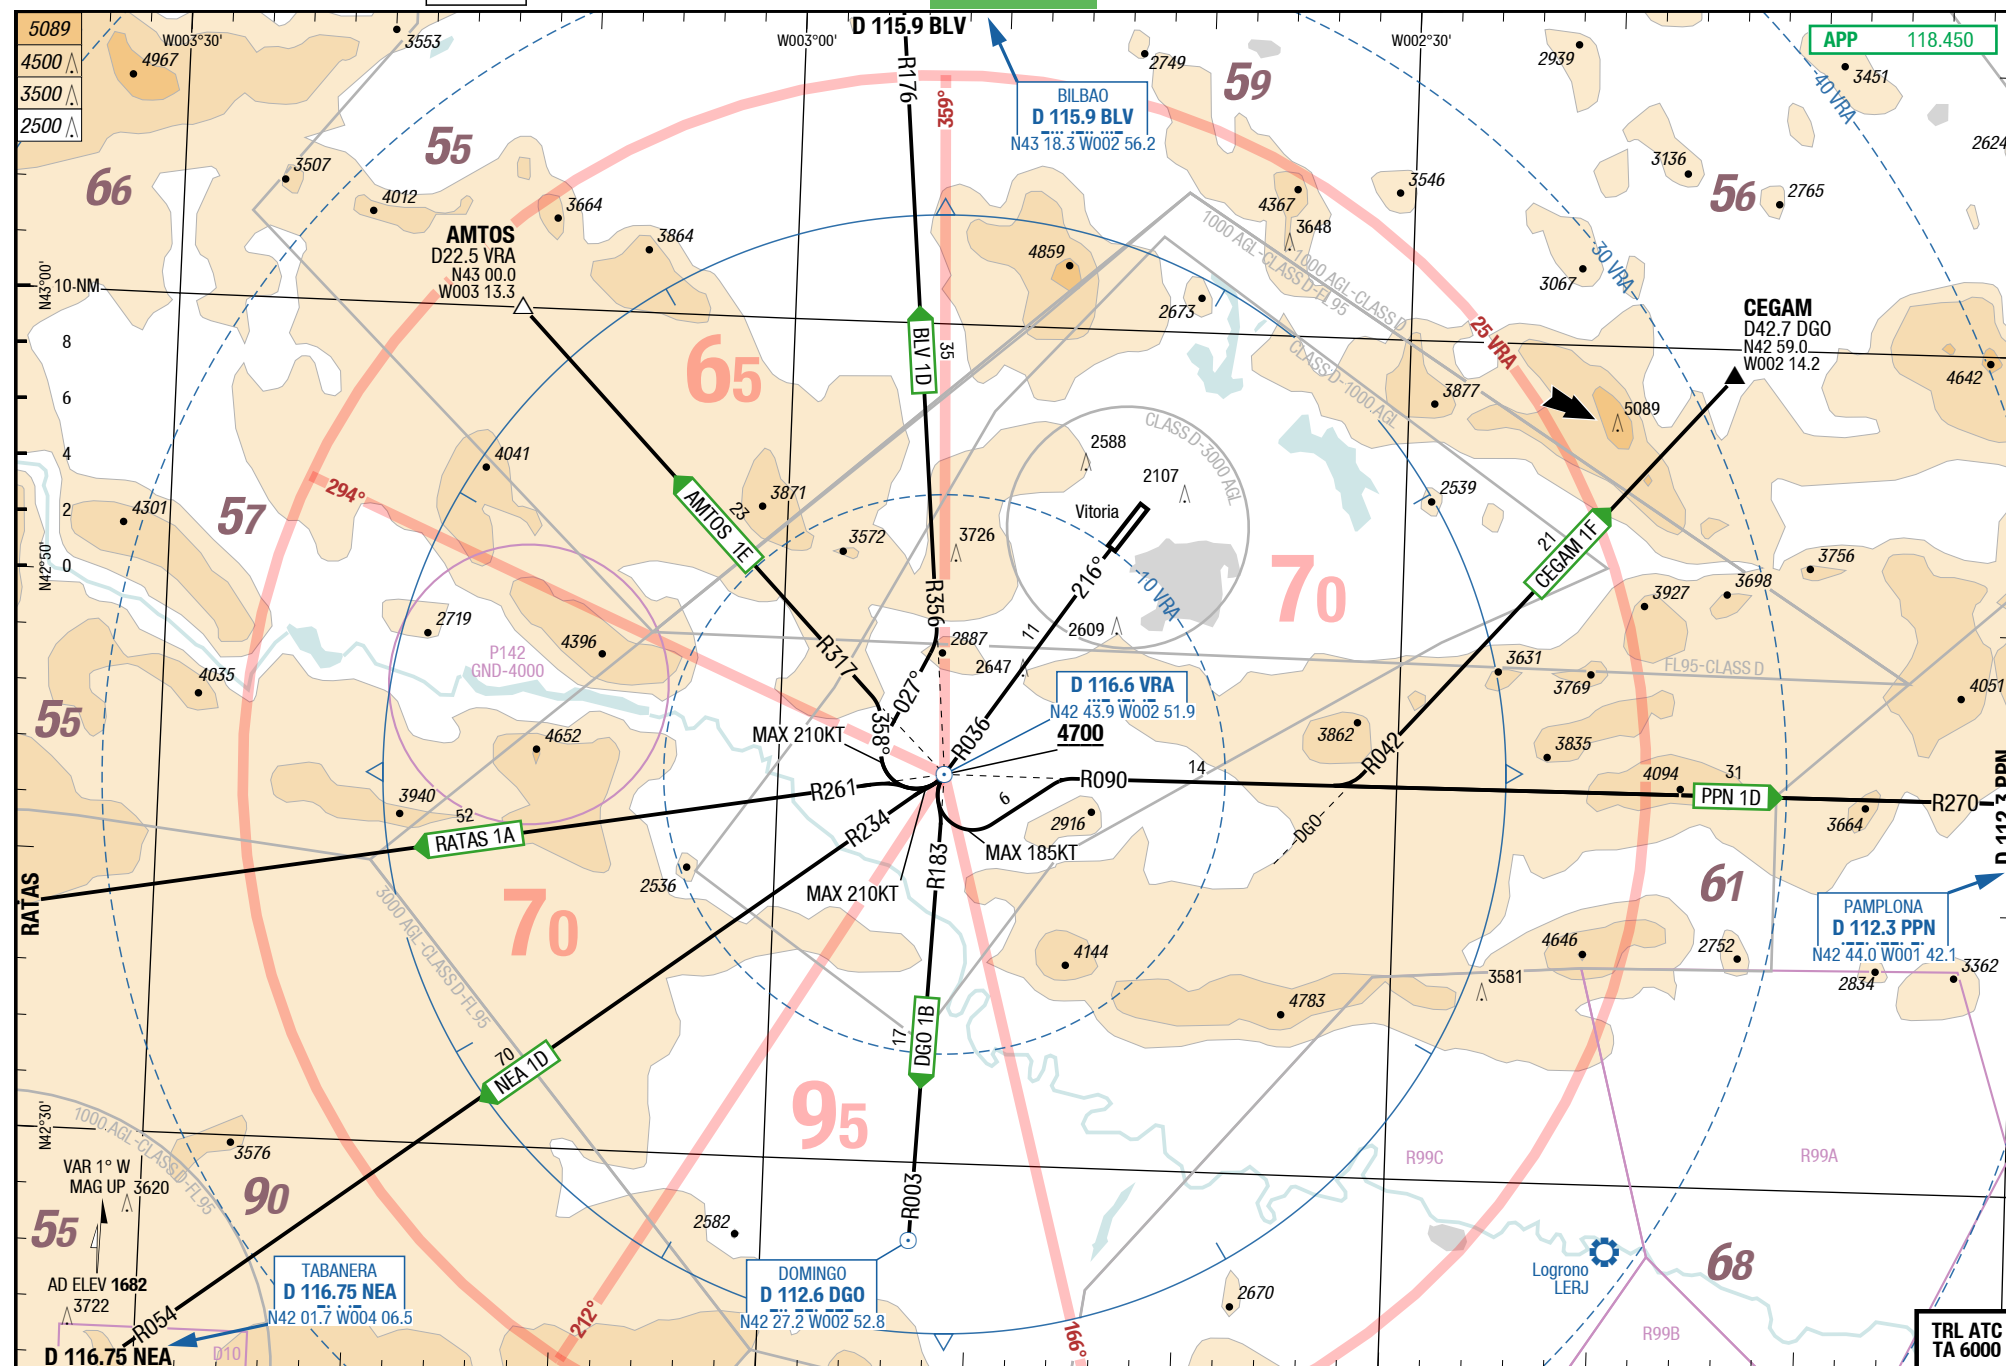 5089
4500
3500
2500
4967
W003°30'
3553
W003°00'
D 115.9 BLV
R176
359°
BILBAO
D 115.9 BLV
N43 18.3 W002 56.2
2749
59
W002°30'
2939
APP 118.450
3451
40 VRA
2624
55
66
3507
4012
3664
3864
AMTOS
D22.5 VRA
N43 00.0
W003 13.3
4367
3648
3546
3136
56
2765
4859
2673
1000 AGL-CLASS D-FL95
1000 AGL-CLASS D
CLASS D-1000 AGL
3067
30 VRA
CEGAM
D42.7 DGO
N42 59.0
W002 14.2
25 VRA
4642
N43°00'
10 NM
8
6
4
2
0
N42°50'
65
BLV 1D
35
3877
5089
4041
294°
AMTOS 1E
23
3871
3572
3726
CLASS D-3000 AGL
2588
2107
Vitoria
2539
21
CEGAM 1F
57
4301
3756
3698
3927
70
10 VRA
216°
11
2609
R356
2887
2647
R317
027°
358°
2719
4396
P142
GND-4000
4035
55
FL95-CLASS D
3631
3769
4051
D 116.6 VRA
N42 43.9 W002 51.9
4700
MAX 210KT
R036
3862
R042
3835
4652
4094
31
PPN 1D
R270
D 112.3 PPN
R261
R090
14
6
3940
52
RATAS 1A
R234
2916
MAX 185KT
DGO
3664
R183
2536
MAX 210KT
RATAS
61
PAMPLONA
D 112.3 PPN
N42 44.0 W001 42.1
70
3000 AGL-CLASS D-FL95
4144
4646
2752
2834
3362
3581
4783
17
DGO 1B
70
NEA 1D
95
N42°30'
1000 AGL-CLASS D-FL95
3576
R99C
R99A
VAR 1° W
MAG UP
3620
90
55
R003
2582
68
Logrono
LERJ
AD ELEV 1682
3722
TABANERA
D 116.75 NEA
N42 01.7 W004 06.5
DOMINGO
D 112.6 DGO
N42 27.2 W002 52.8
2670
R054
212°
166°
R99B
D10
D 116.75 NEA
TRL ATC
TA 6000